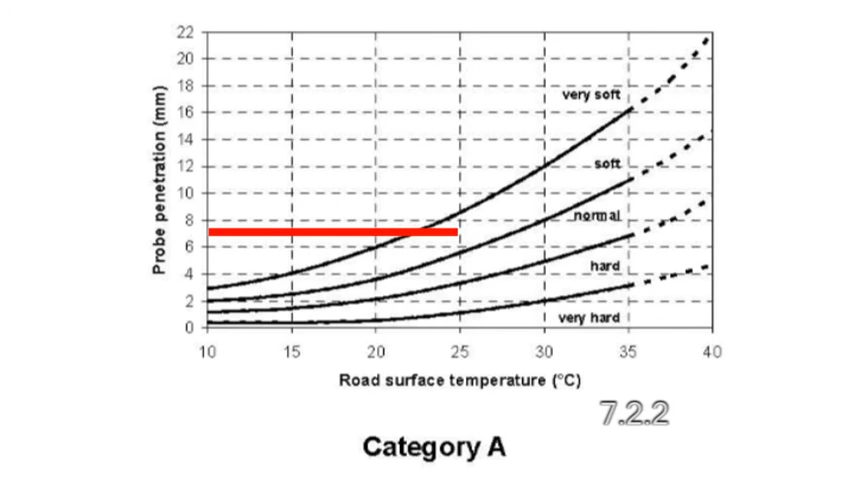 22
20
18
16
14
12
10
8
6
4
2
0
Probe penetration (mm)
very soft
soft
normal
hard
very hard
10 15 20 25 30 35 40
Road surface temperature (°C)
7.2.2
Category A